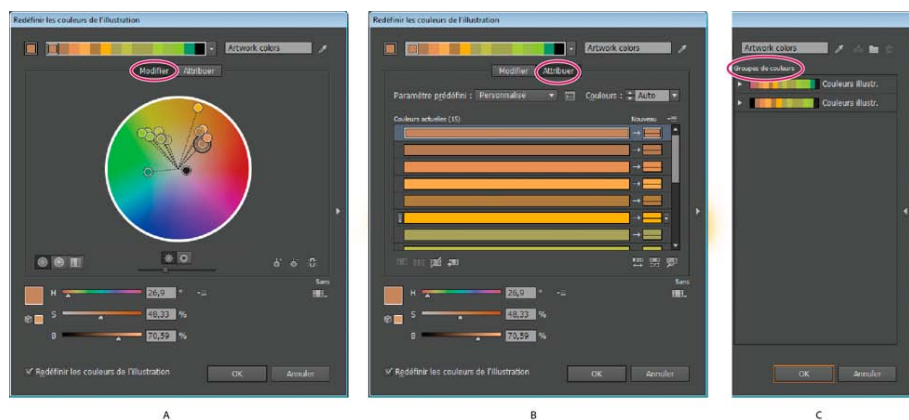 Redéfinir les couleurs de l'illustration
Artwork colors
Modifier
Attribuer
H
26,9
°
S
48,33
%
B
70,59
%
Sans
Redéfinir les couleurs de l'illustration
OK
Annuler
A
Redéfinir les couleurs de l'illustration
Artwork colors
Modifier
Attribuer
Paramètre prédéfini :
Personnalisé
Couleurs :
Auto
Couleurs actuelles (15)
Nouveau
H
26,9
°
S
48,33
%
B
70,59
%
Sans
Redéfinir les couleurs de l'illustration
OK
Annuler
B
Artwork colors
Groupes de couleurs
Couleurs illustr.
Couleurs illustr.
OK
Annuler
C